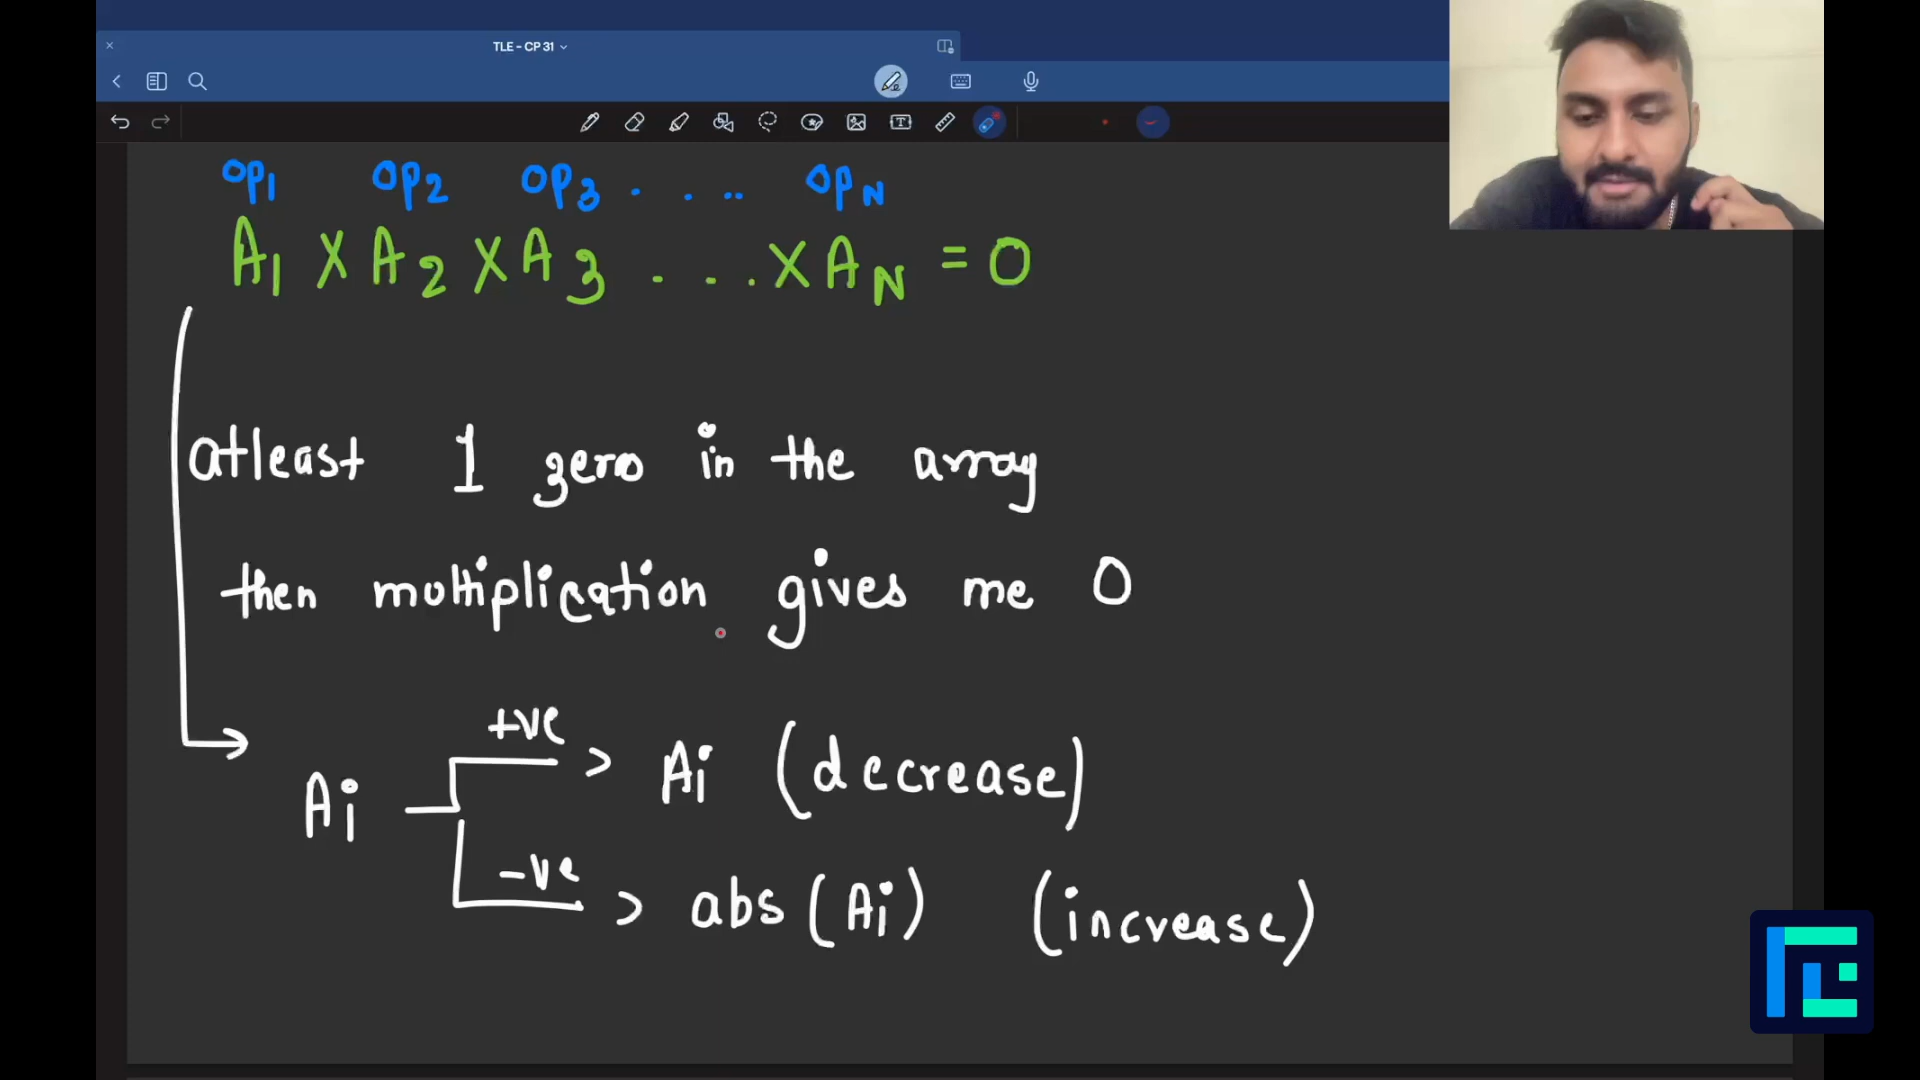 TLE - CP 31
op1 op2 op3 . . .. opN
A1 X A2 X A3 . . . X AN = 0
atleast 1 zero in the array
then multiplication gives me 0
+ve > Ai (decrease)
Ai
-ve > abs (Ai) (increase)